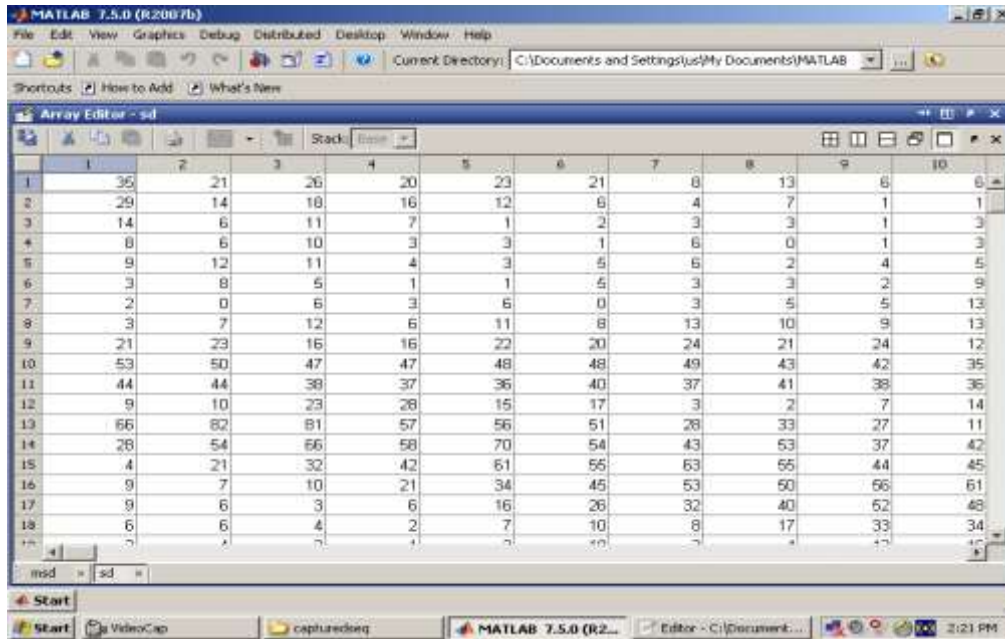 MATLAB 7.5.0 (R2007b)
File Edit View Graphics Debug Distributed Desktop Window Help
Current Directory: C:\Documents and Settings\us\My Documents\MATLAB
Shortcuts How to Add What's New
Array Editor - sd
Stack: Base
1 2 3 4 5 6 7 8 9 10
1 35 21 26 20 23 21 8 13 6 6
2 29 14 18 16 12 6 4 7 1 1
3 14 6 11 7 1 2 3 3 1 3
4 8 6 10 3 3 1 6 0 1 3
5 9 12 11 4 3 5 6 2 4 5
6 3 8 5 1 1 5 3 3 2 9
7 2 0 6 3 6 0 3 5 5 13
8 3 7 12 6 11 8 13 10 9 13
9 21 23 16 16 22 20 24 21 24 12
10 53 50 47 47 48 48 49 43 42 35
11 44 44 38 37 36 40 37 41 38 36
12 9 10 23 28 15 17 3 2 7 14
13 66 82 81 57 56 51 28 33 27 11
14 28 54 66 58 70 54 43 53 37 42
15 4 21 32 42 61 55 63 55 44 45
16 9 7 10 21 34 45 53 50 56 61
17 9 6 3 6 16 26 32 40 52 48
18 6 6 4 2 7 10 8 17 33 34
msd sd
Start
Start VideoCap capturedseq MATLAB 7.5.0 (R2... Editor - C:\Document... 2:21 PM